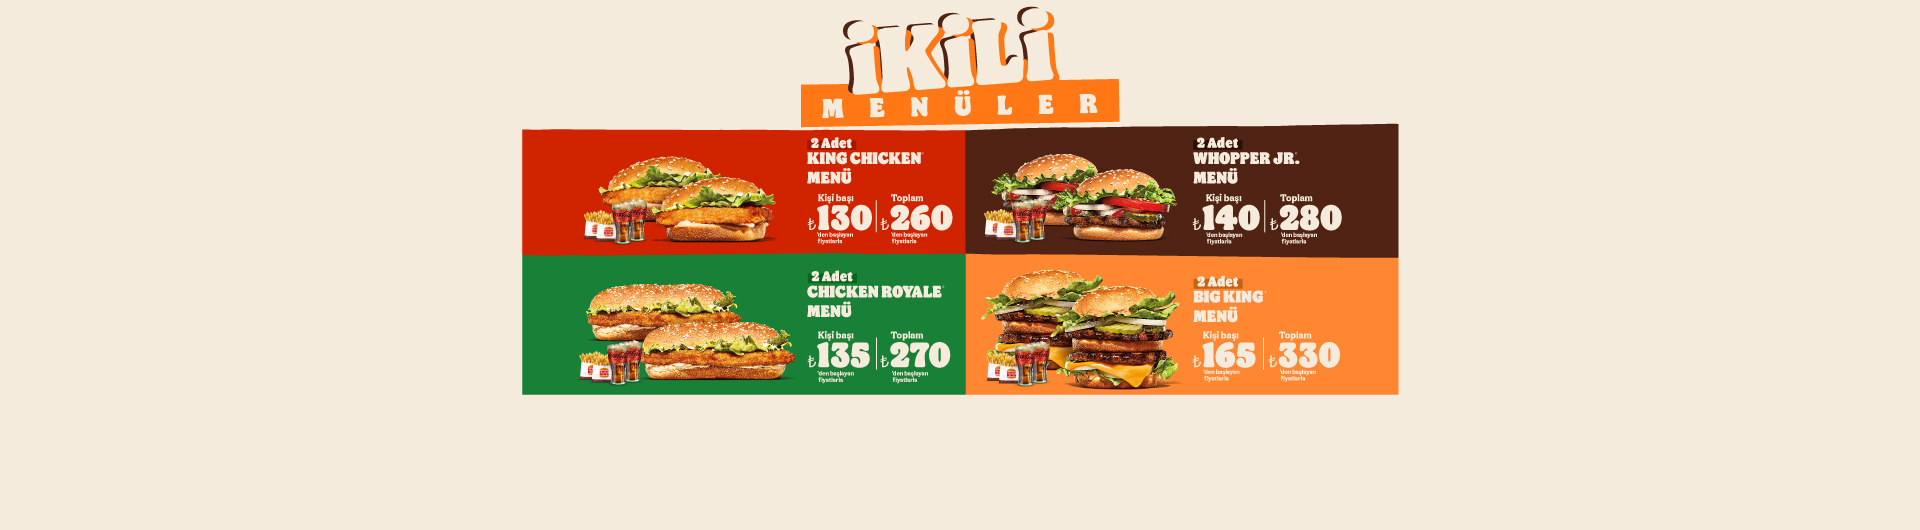 İKİLİ
MENÜLER
2 Adet
KING CHICKEN®
MENÜ
Kişi başı
₺130
'den başlayan
fiyatlarla
Toplam
₺260
'den başlayan
fiyatlarla
2 Adet
WHOPPER JR.®
MENÜ
Kişi başı
₺140
'den başlayan
fiyatlarla
Toplam
₺280
'den başlayan
fiyatlarla
2 Adet
CHICKEN ROYALE®
MENÜ
Kişi başı
₺135
'den başlayan
fiyatlarla
Toplam
₺270
'den başlayan
fiyatlarla
2 Adet
BIG KING®
MENÜ
Kişi başı
₺165
'den başlayan
fiyatlarla
Toplam
₺330
'den başlayan
fiyatlarla